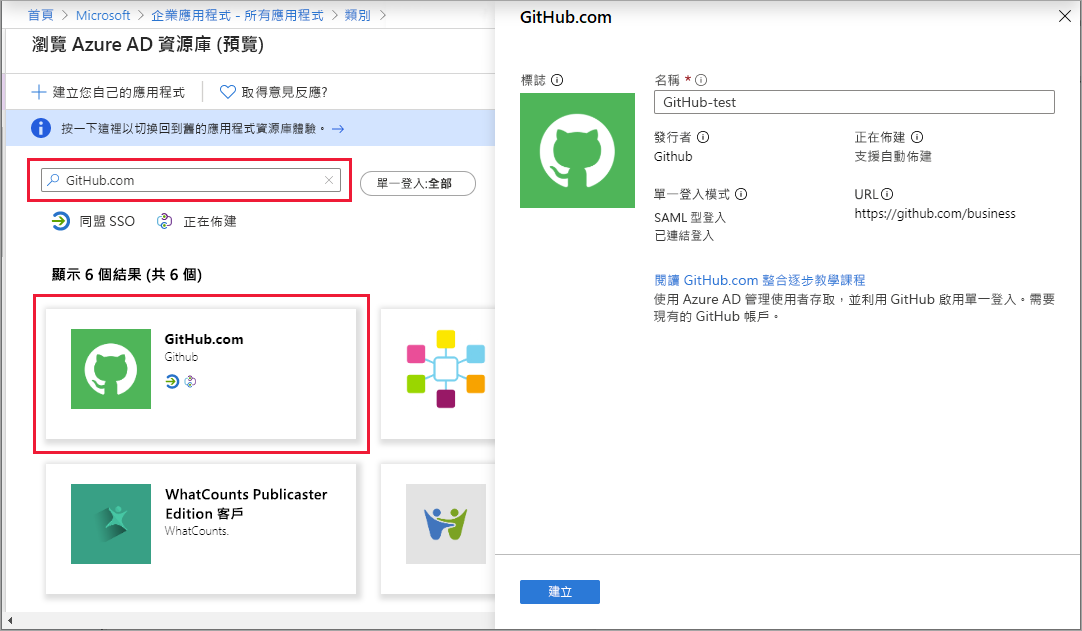 首頁 > Microsoft > 企業應用程式 - 所有應用程式 > 類別 >
瀏覽 Azure AD 資源庫 (預覽)
建立您自己的應用程式
取得意見反應?
按一下這裡以切換回到舊的應用程式資源庫體驗。 →
GitHub.com
單一登入:全部
同盟 SSO
正在佈建
顯示 6 個結果 (共 6 個)
GitHub.com
Github
WhatCounts Publicaster
Edition 客戶
WhatCounts.
GitHub.com
標誌
名稱 *
GitHub-test
發行者
Github
正在佈建
支援自動佈建
單一登入模式
SAML 型登入
已連結登入
URL
https://github.com/business
閱讀 GitHub.com 整合逐步教學課程
使用 Azure AD 管理使用者存取，並利用 GitHub 啟用單一登入。需要
現有的 GitHub 帳戶。
建立